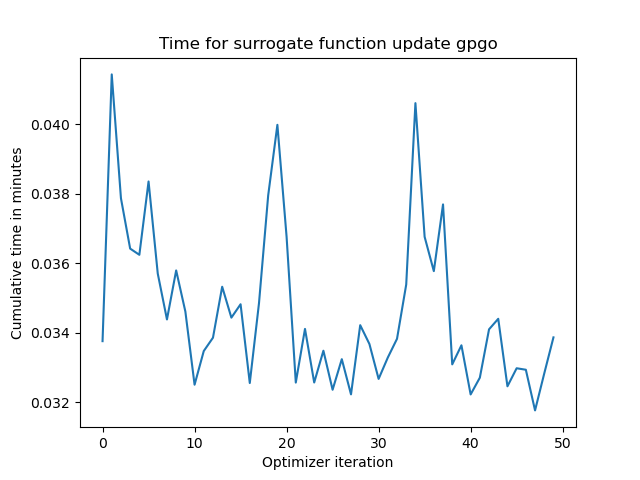 Time for surrogate function update gpgo
Cumulative time in minutes
0.040
0.038
0.036
0.034
0.032
0 10 20 30 40 50
Optimizer iteration